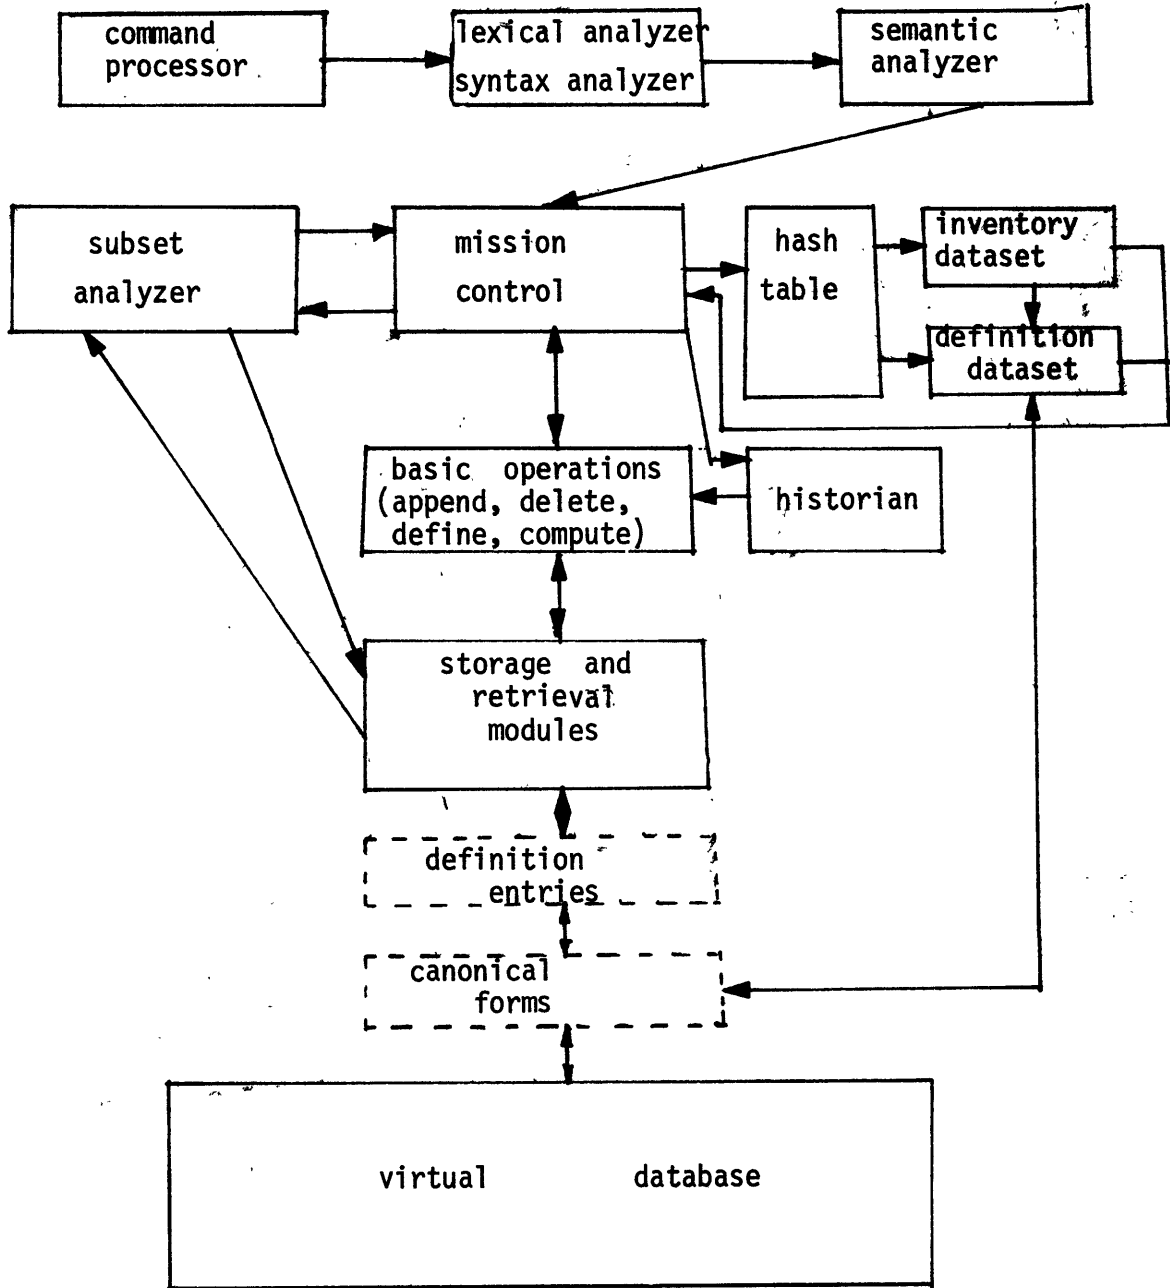 command
processor
lexical analyzer
syntax analyzer
semantic
analyzer
subset
analyzer
mission
control
hash
table
inventory
dataset
definition
dataset
basic operations
(append, delete,
define, compute)
historian
storage and
retrieval
modules
definition
entries
canonical
forms
virtual database